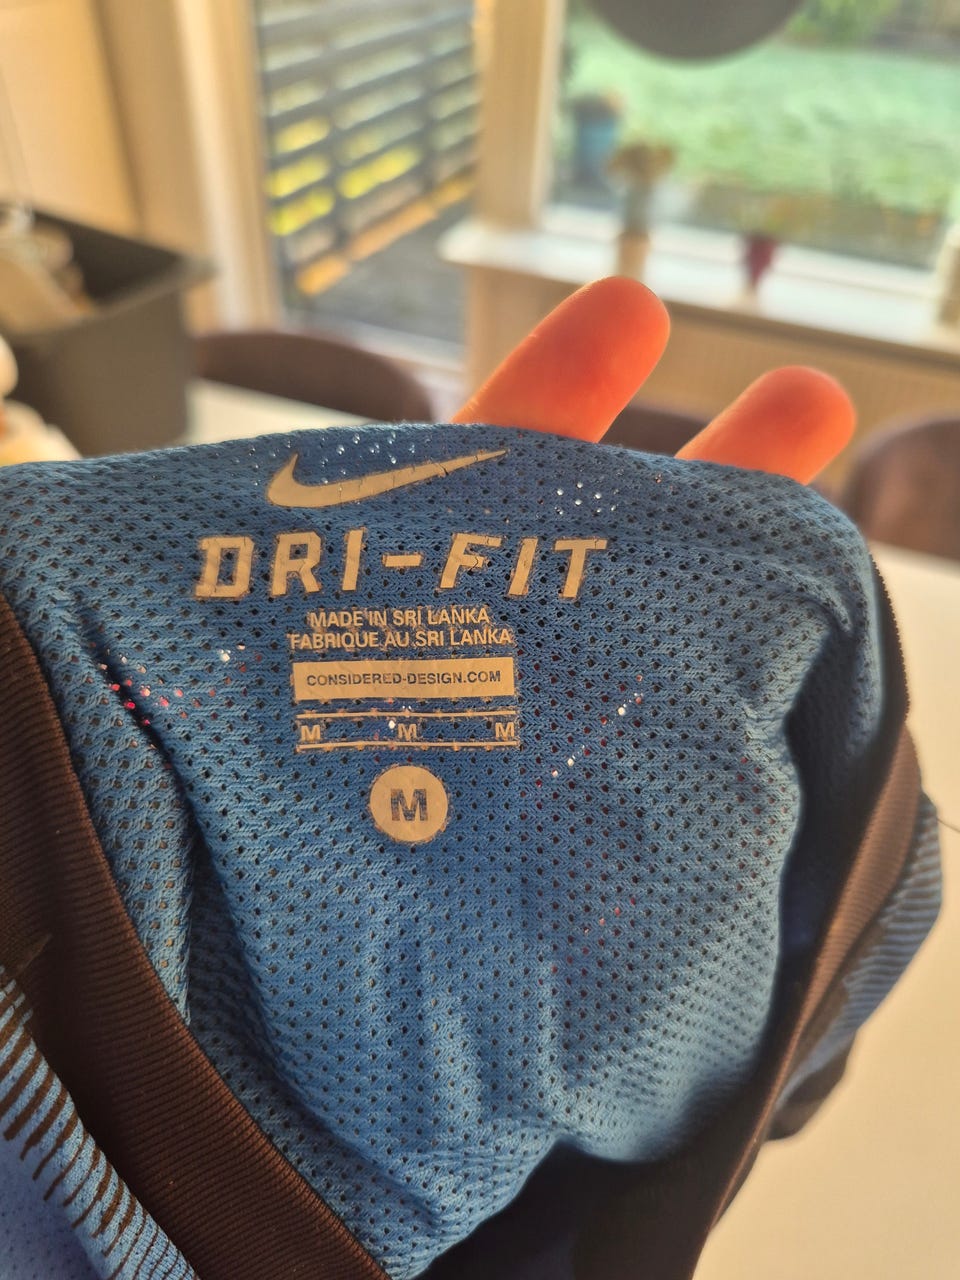 DRI-FIT
MADE IN SRI LANKA
FABRIQUE AU SRI LANKA
CONSIDERED-DESIGN.COM
M M M
M